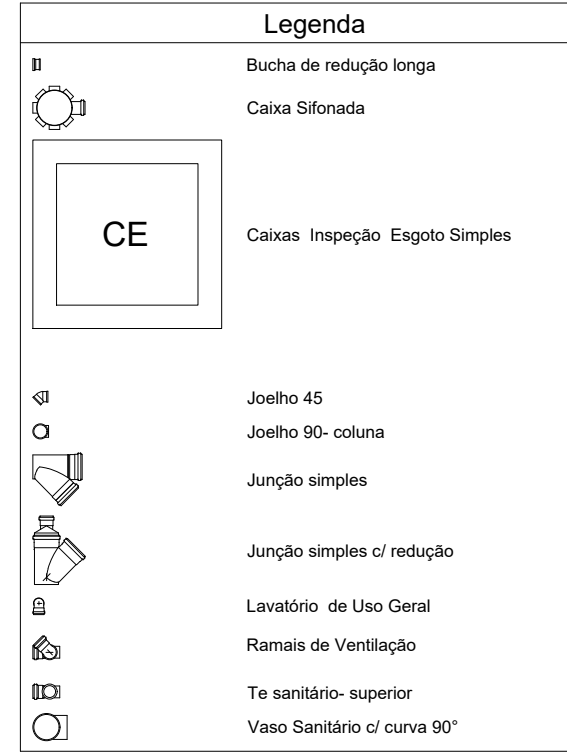 Legenda
Bucha de redução longa
Caixa Sifonada
CE
Caixas Inspeção Esgoto Simples
Joelho 45
Joelho 90- coluna
Junção simples
Junção simples c/ redução
Lavatório de Uso Geral
Ramais de Ventilação
Te sanitário- superior
Vaso Sanitário c/ curva 90°